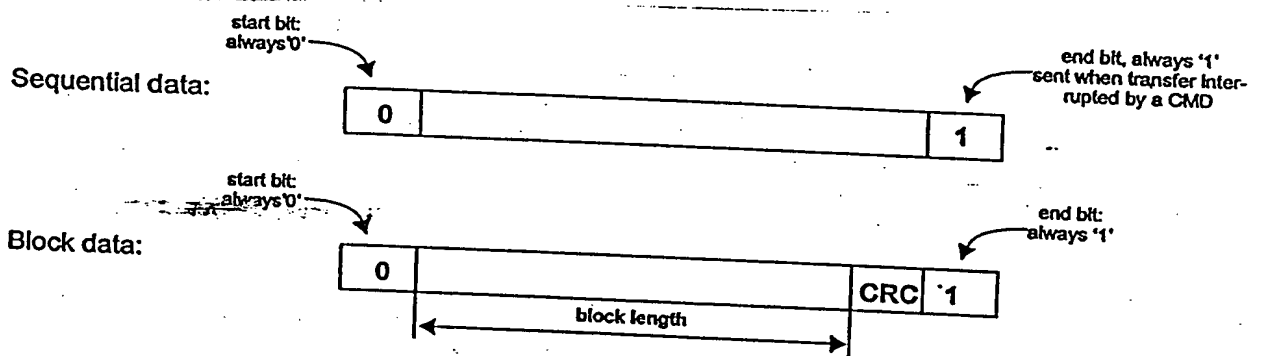 start bit:
always'0'
end bit, always '1'
sent when transfer inter-
rupted by a CMD
Sequential data:
0
1
start bit:
always'0'
end bit:
always '1'
Block data:
0
CRC
1
block length